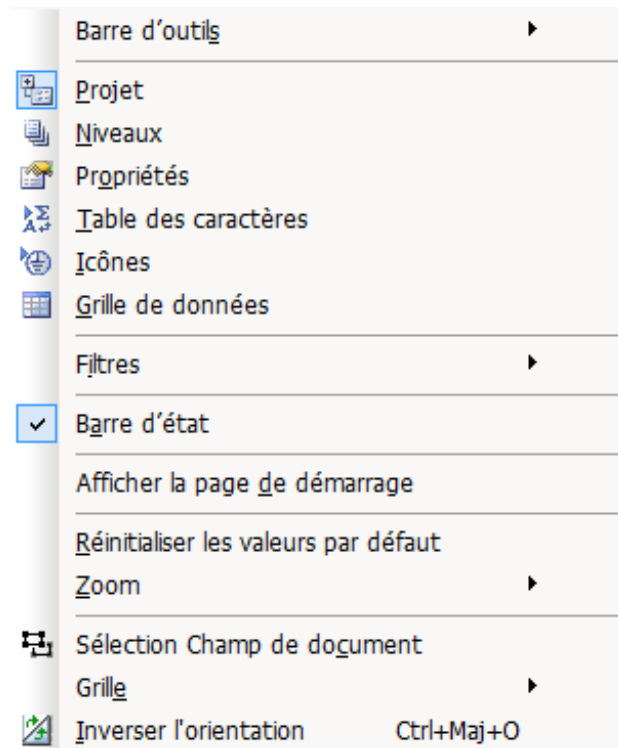 Barre d’outils
Projet
Niveaux
Propriétés
Table des caractères
Icônes
Grille de données
Filtres
Barre d’état
Afficher la page de démarrage
Réinitialiser les valeurs par défaut
Zoom
Sélection Champ de document
Grille
Inverser l'orientation Ctrl+Maj+O